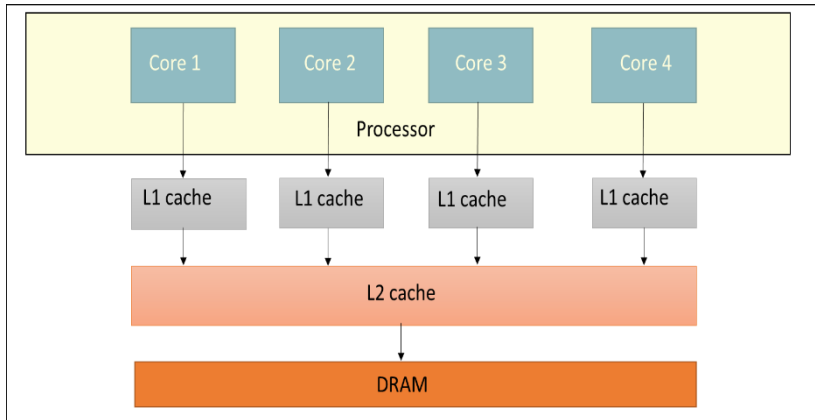 Core 1
Core 2
Core 3
Core 4
Processor
L1 cache
L1 cache
L1 cache
L1 cache
L2 cache
DRAM